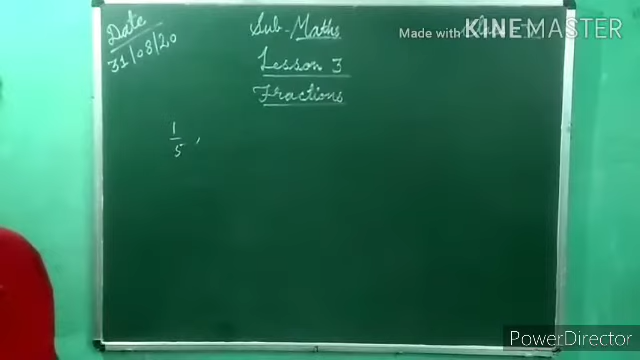 Date
31/08/20
Sub-Maths
Made with KINEMASTER
Lesson 3
Fractions
1/5,
PowerDirector